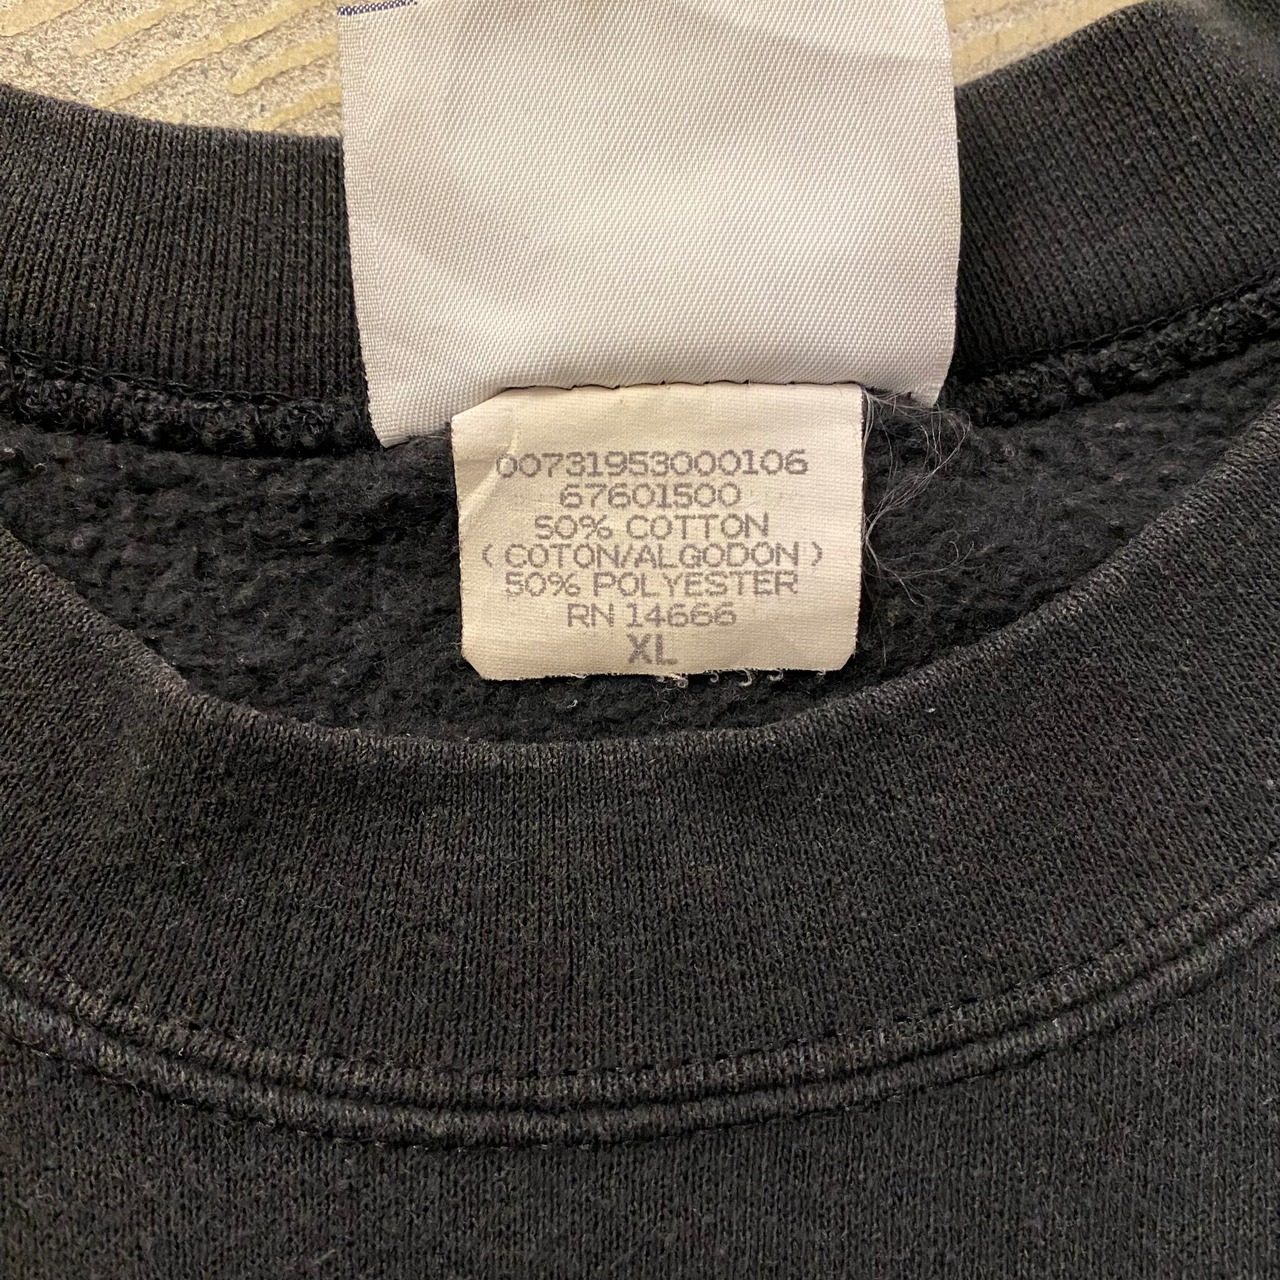 00731953000106
67601500
50% COTTON
(COTON/ALGODON)
50% POLYESTER
RN 14666
XL